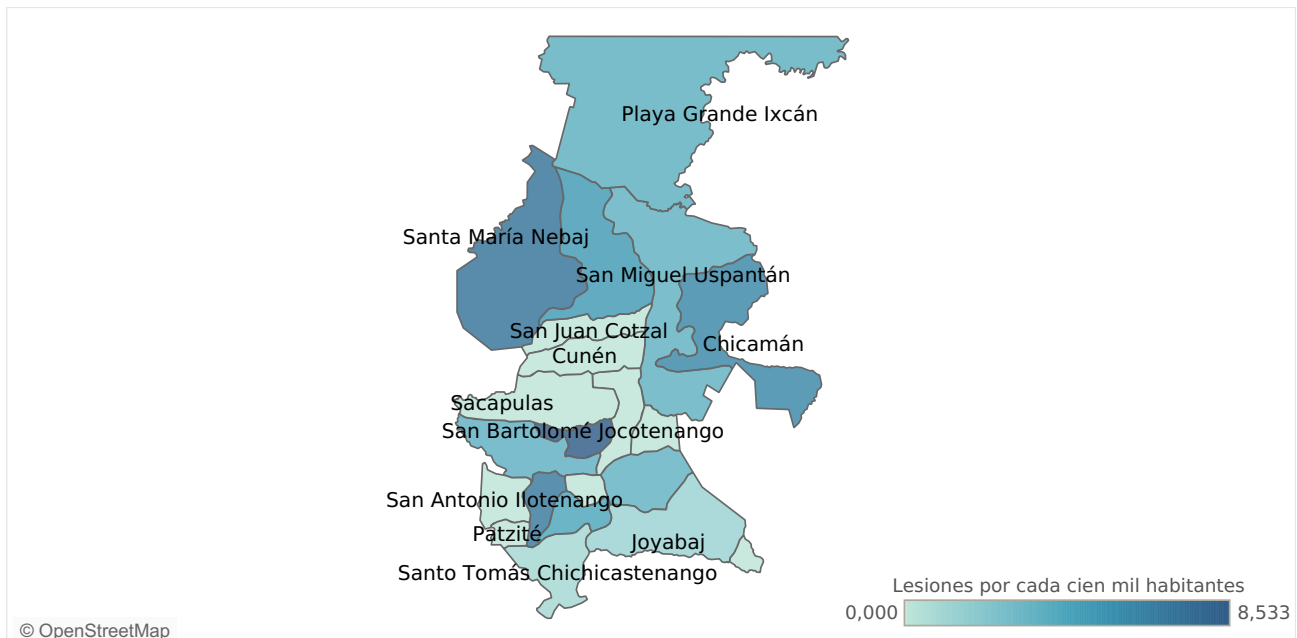 Playa Grande Ixcán
Santa María Nebaj
San Miguel Uspantán
San Juan Cotzal
Chicamán
Cunén
Sacapulas
San Bartolomé Jocotenango
San Antonio Ilotenango
Patzité
Joyabaj
Santo Tomás Chichicastenango
Lesiones por cada cien mil habitantes
0,000 8,533
© OpenStreetMap